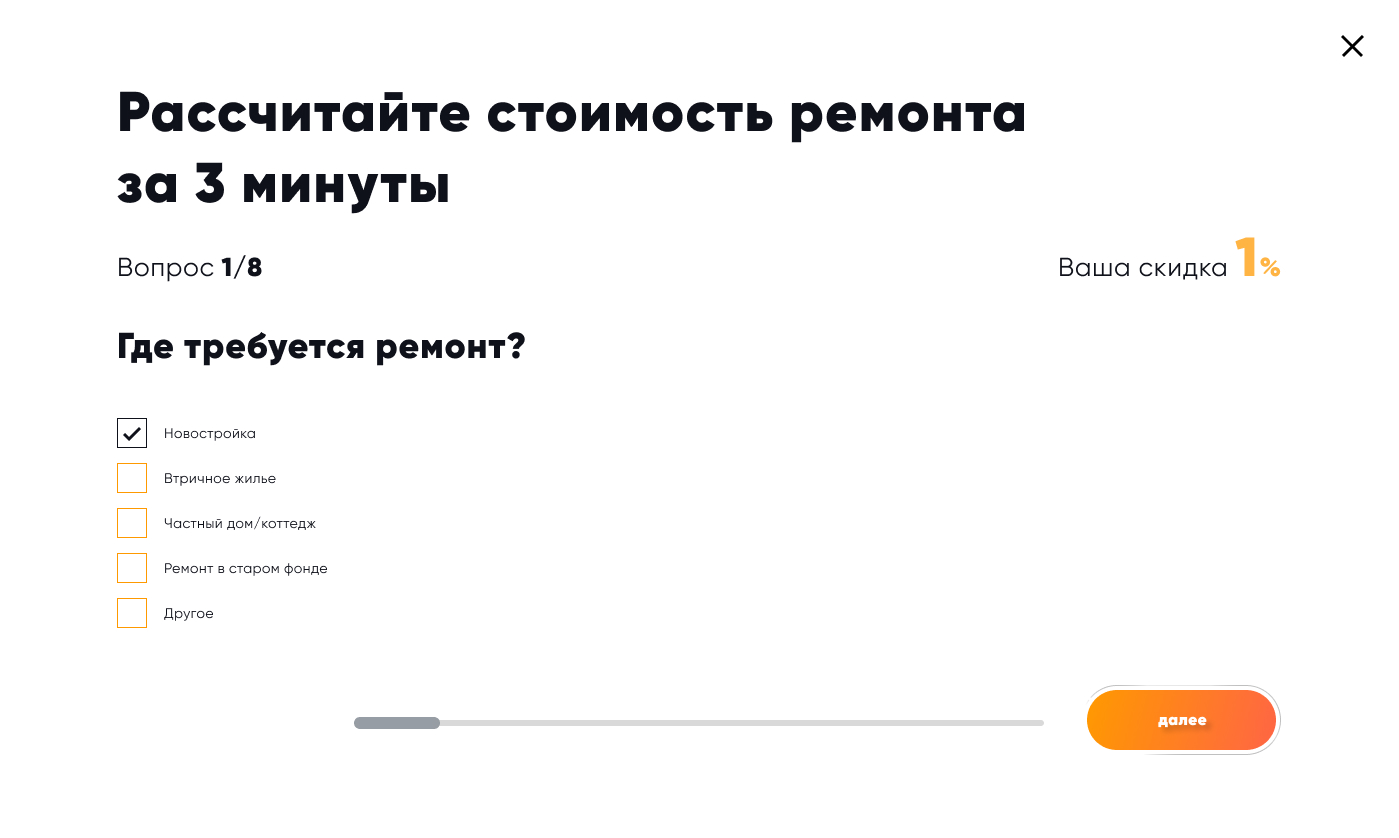 Рассчитайте стоимость ремонта
за 3 минуты
Вопрос 1/8
Ваша скидка 1%
Где требуется ремонт?
Новостройка
Втричное жилье
Частный дом/коттедж
Ремонт в старом фонде
Другое
далее